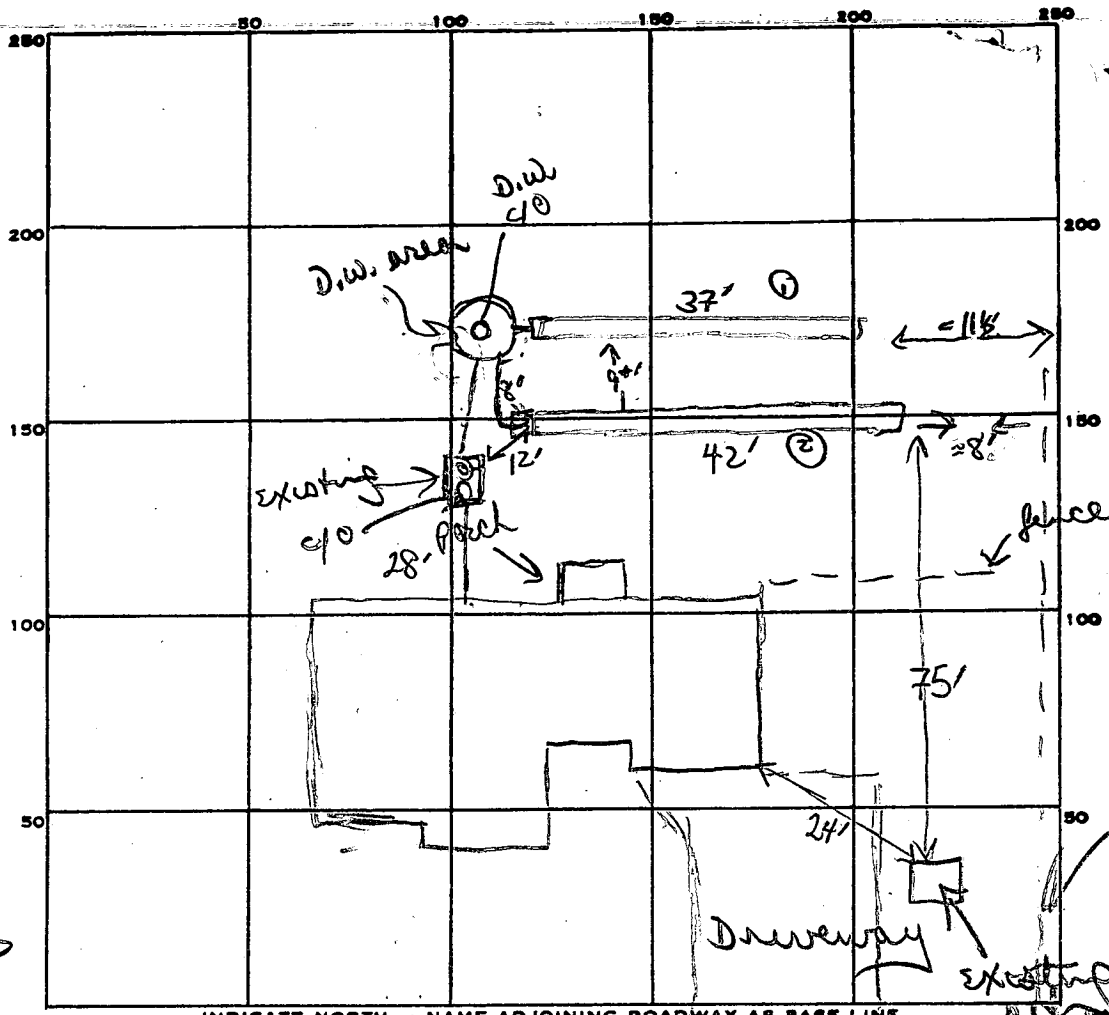 50 100 150 200 250
250
200 200
150 150
100 100
50 50
D.W.
c/o
D.W. area
37' ①
8'
12'
42' ②
≈8'
existing
c/o
28'
Porch
fence
75'
24'
Driveway
existing
INDICATE NORTH - NAME ADJOINING ROADWAY AS BASE LINE